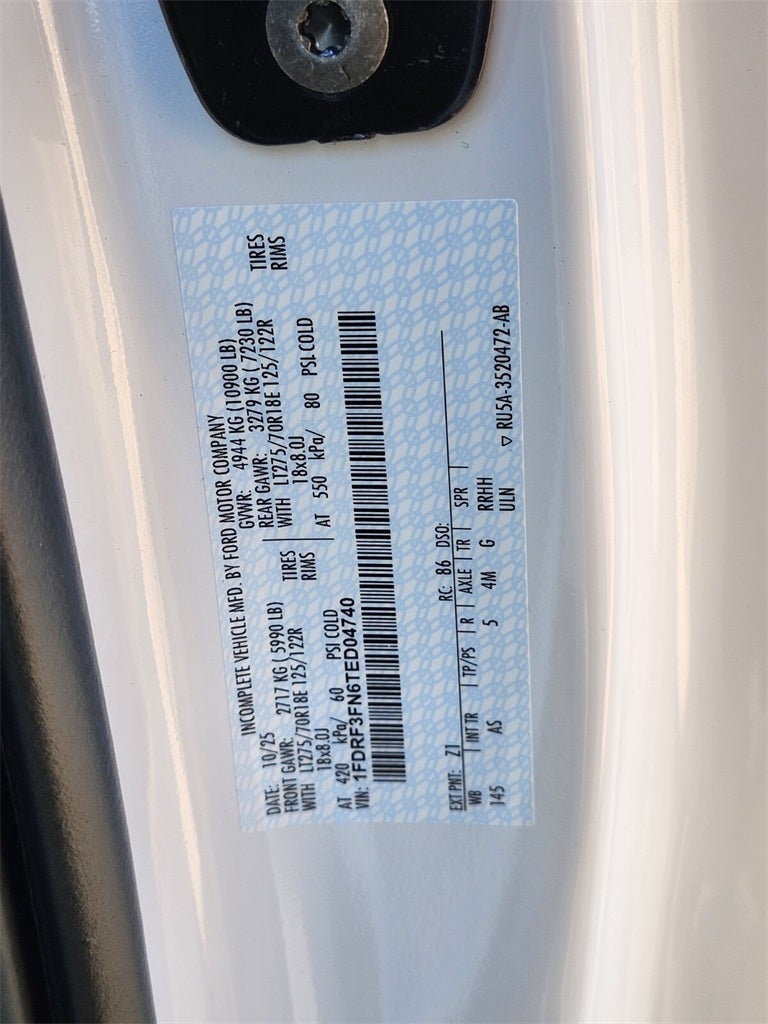 INCOMPLETE VEHICLE MFD. BY FORD MOTOR COMPANY
DATE: 10/25 GVWR: 4944 KG (10900 LB)
FRONT GAWR: 2717 KG ( 5990 LB) REAR GAWR: 3279 KG ( 7230 LB)
WITH LT275/70R18E 125/122R TIRES WITH LT275/70R18E 125/122R TIRES
18x8.0J RIMS 18x8.0J RIMS
AT 420 kPa/ 60 PSI COLD AT 550 kPa/ 80 PSI COLD
VIN: 1FDRF3FN6TED04740
EXT PNT: Z1 RC: 86 DSO:
WB INT TR TP/PS R AXLE TR SPR
145 AS 5 4M G RRHH
ULN ▽ RU5A-3520472-AB